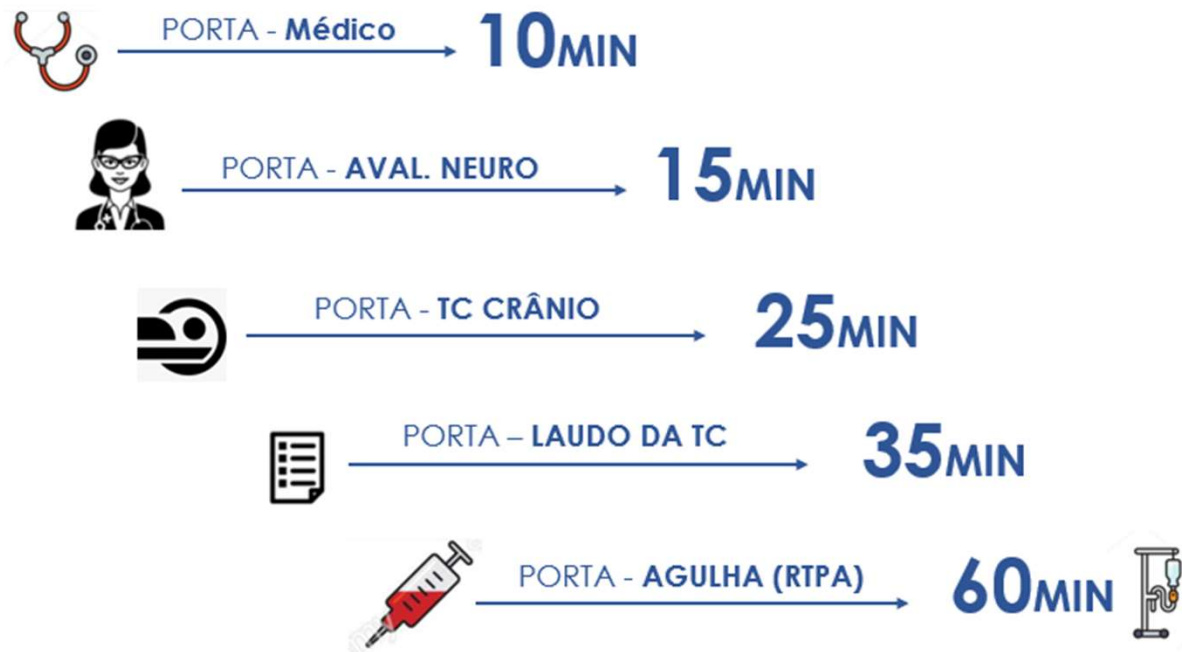 PORTA - Médico 10MIN
PORTA - AVAL. NEURO 15MIN
PORTA - TC CRÂNIO 25MIN
PORTA – LAUDO DA TC 35MIN
PORTA - AGULHA (RTPA) 60MIN